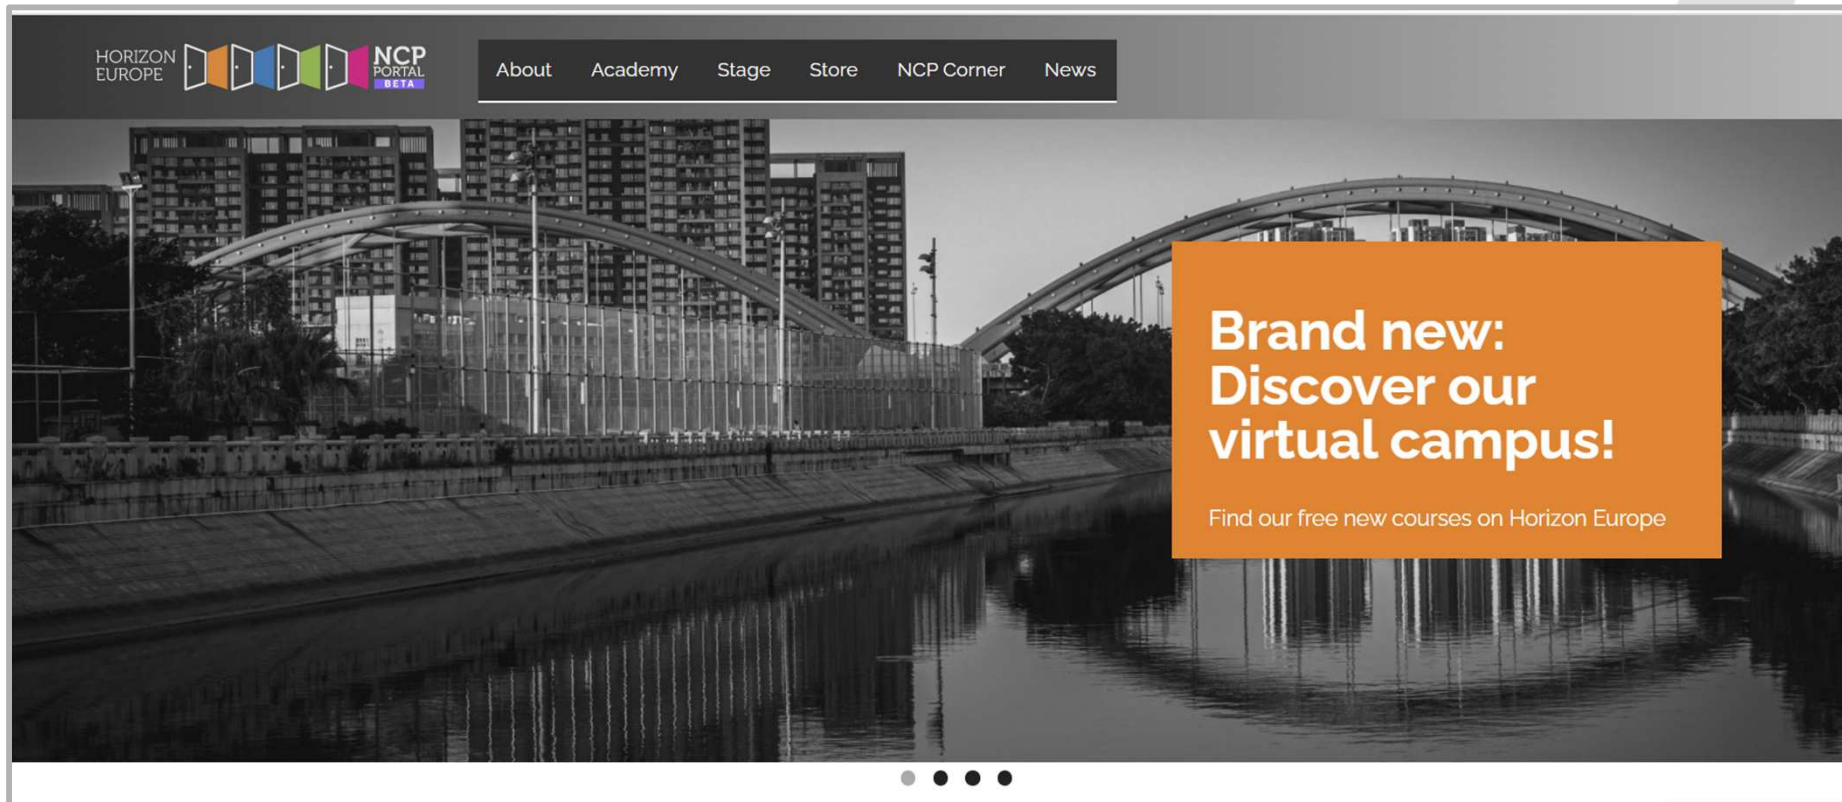 HORIZON
EUROPE
NCP
PORTAL
BETA
About Academy Stage Store NCP Corner News
Brand new:
Discover our
virtual campus!
Find our free new courses on Horizon Europe